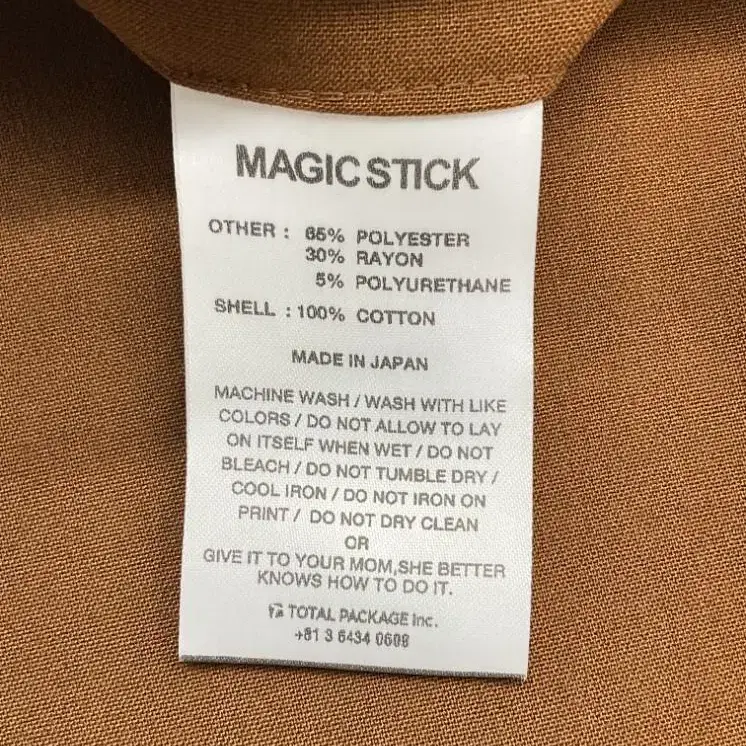 MAGIC STICK
OTHER : 65% POLYESTER
30% RAYON
5% POLYURETHANE
SHELL : 100% COTTON
MADE IN JAPAN
MACHINE WASH / WASH WITH LIKE
COLORS / DO NOT ALLOW TO LAY
ON ITSELF WHEN WET / DO NOT
BLEACH / DO NOT TUMBLE DRY /
COOL IRON / DO NOT IRON ON
PRINT / DO NOT DRY CLEAN
OR
GIVE IT TO YOUR MOM,SHE BETTER
KNOWS HOW TO DO IT.
TOTAL PACKAGE Inc.
+81 3 6434 0609